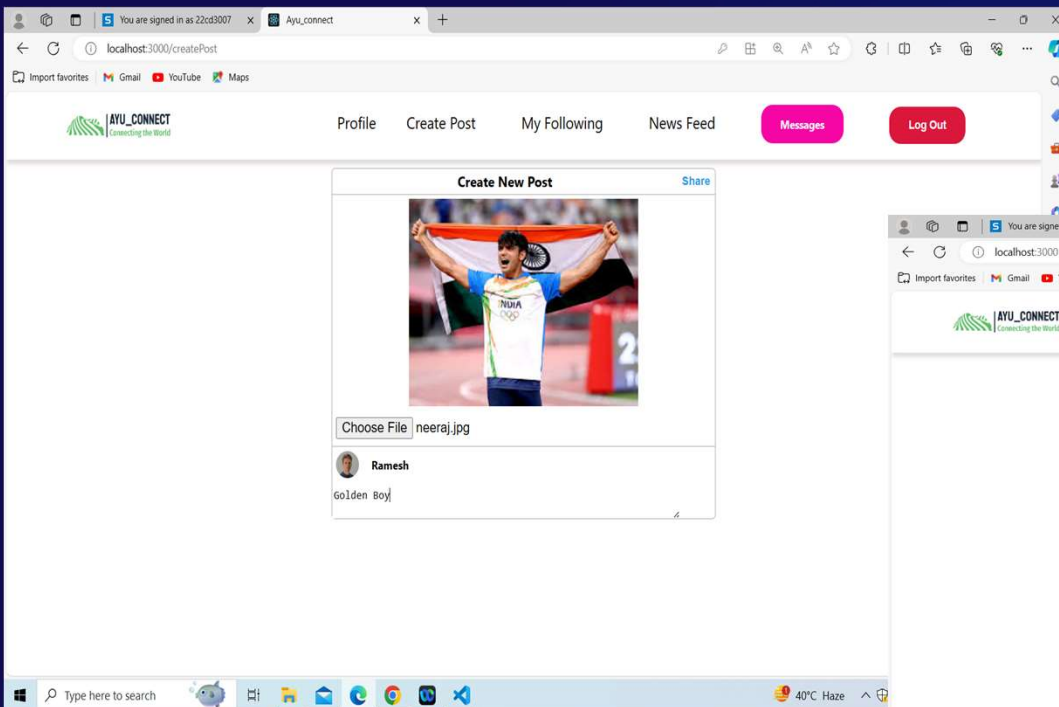 S You are signed in as 22cd3007
Ayu_connect
localhost:3000/createPost
Import favorites
Gmail
YouTube
Maps
AYU_CONNECT
Connecting the World
Profile
Create Post
My Following
News Feed
Messages
Log Out
Create New Post
Share
INDIA
Choose File
neeraj.jpg
Ramesh
Golden Boy
Type here to search
40°C Haze
S You are signe
localhost:3000
Import favorites
Gmail
AYU_CONNECT
Connecting the World